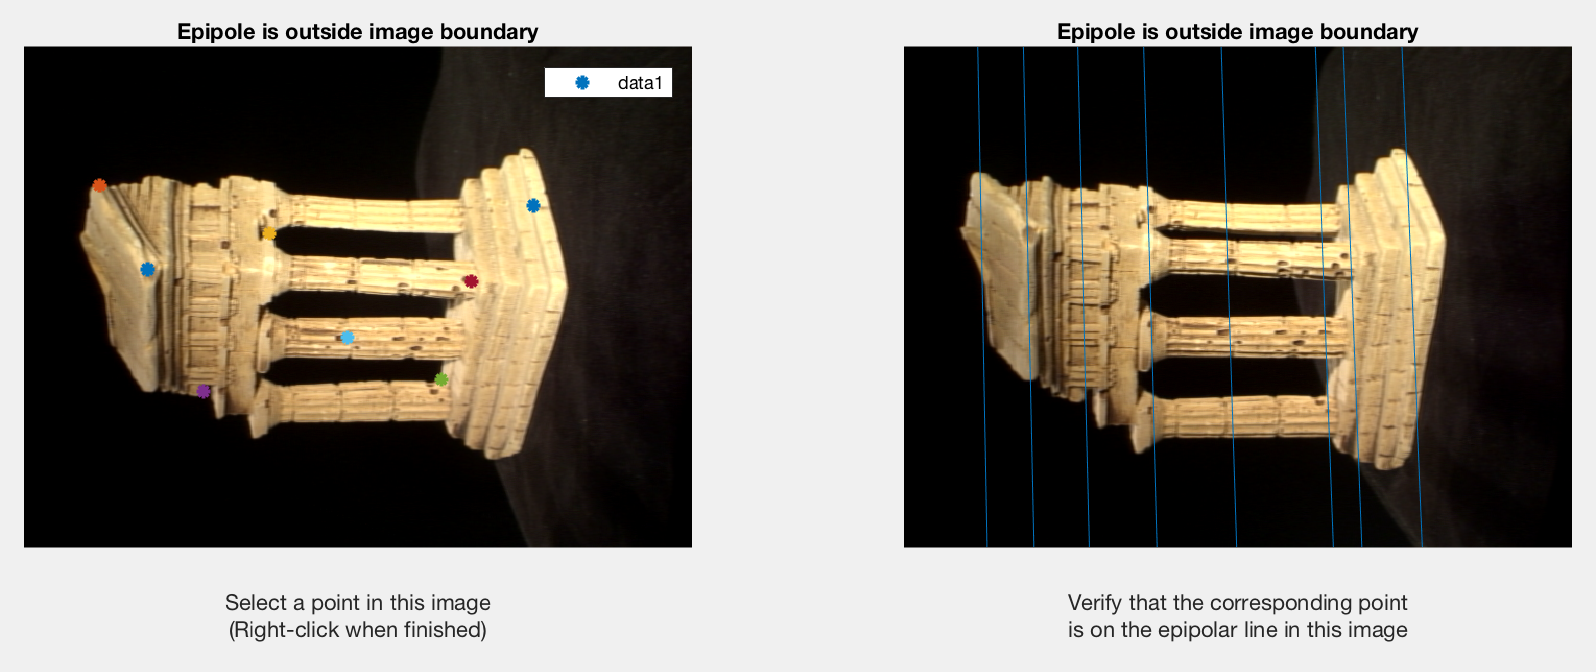 Epipole is outside image boundary
data1
Select a point in this image
(Right-click when finished)
Epipole is outside image boundary
Verify that the corresponding point
is on the epipolar line in this image